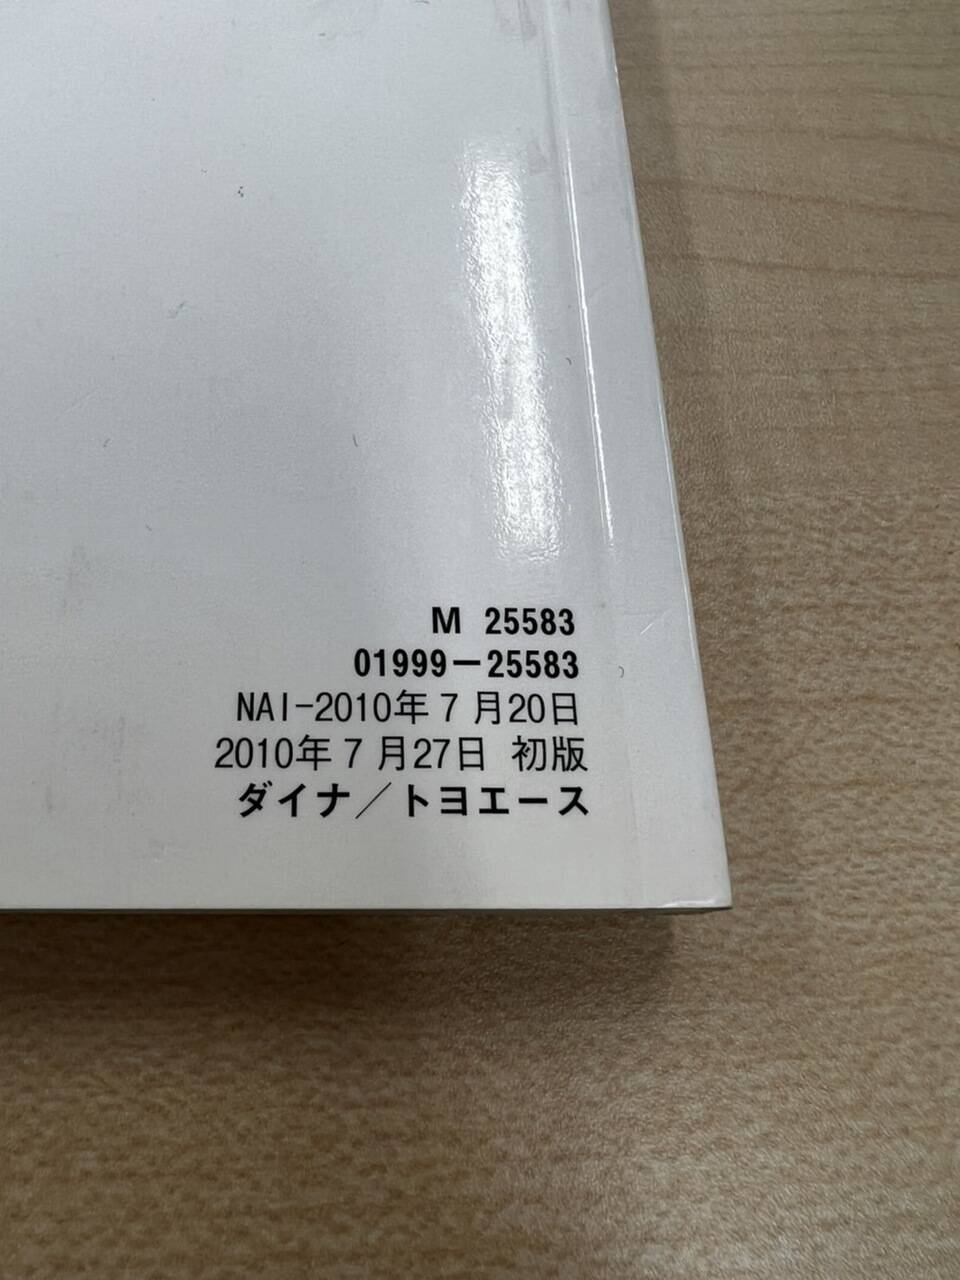 M 25583
01999-25583
NAI-2010年7月20日
2010年7月27日 初版
ダイナ/トヨエース